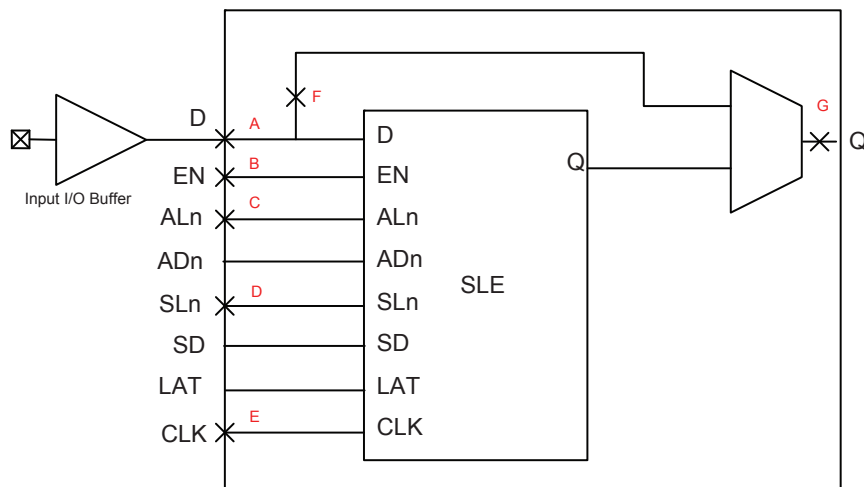 F
G
D
A
D
Q
Q
EN
B
EN
Input I/O Buffer
ALn
C
ALn
ADn
ADn
SLE
SLn
D
SLn
SD
SD
LAT
LAT
CLK
E
CLK